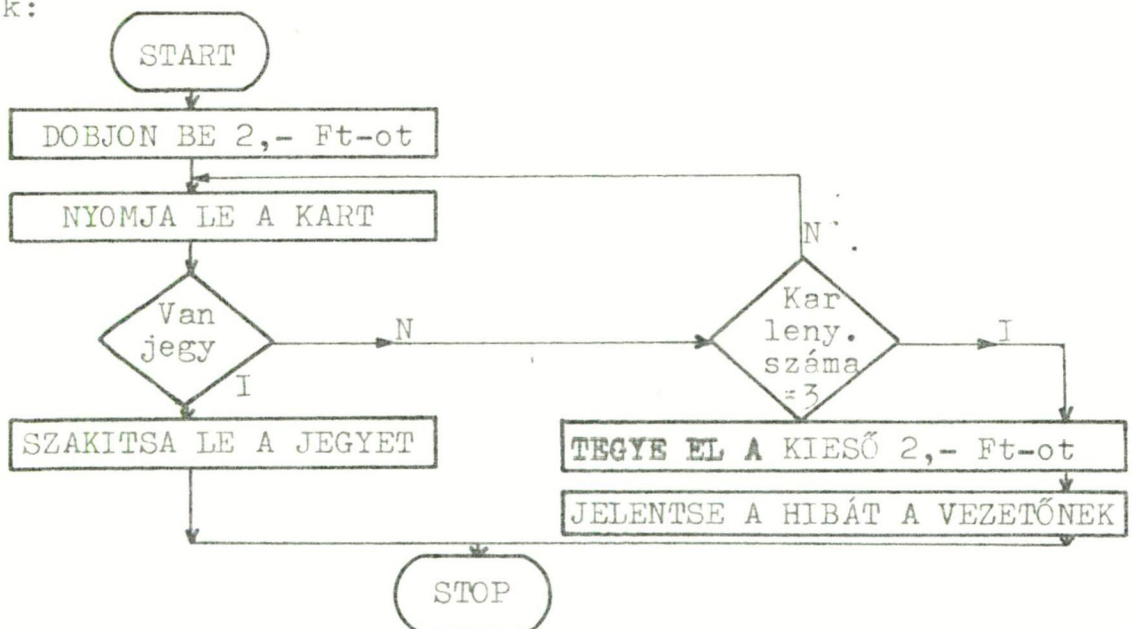 k:
START
DOBJON BE 2,- Ft-ot
NYOMJA LE A KART
N
Van
jegy
N
Kar
leny.
száma
=3
I
I
SZAKITSA LE A JEGYET
TEGYE EL A KIESŐ 2,- Ft-ot
JELENTSE A HIBÁT A VEZETŐNEK
STOP